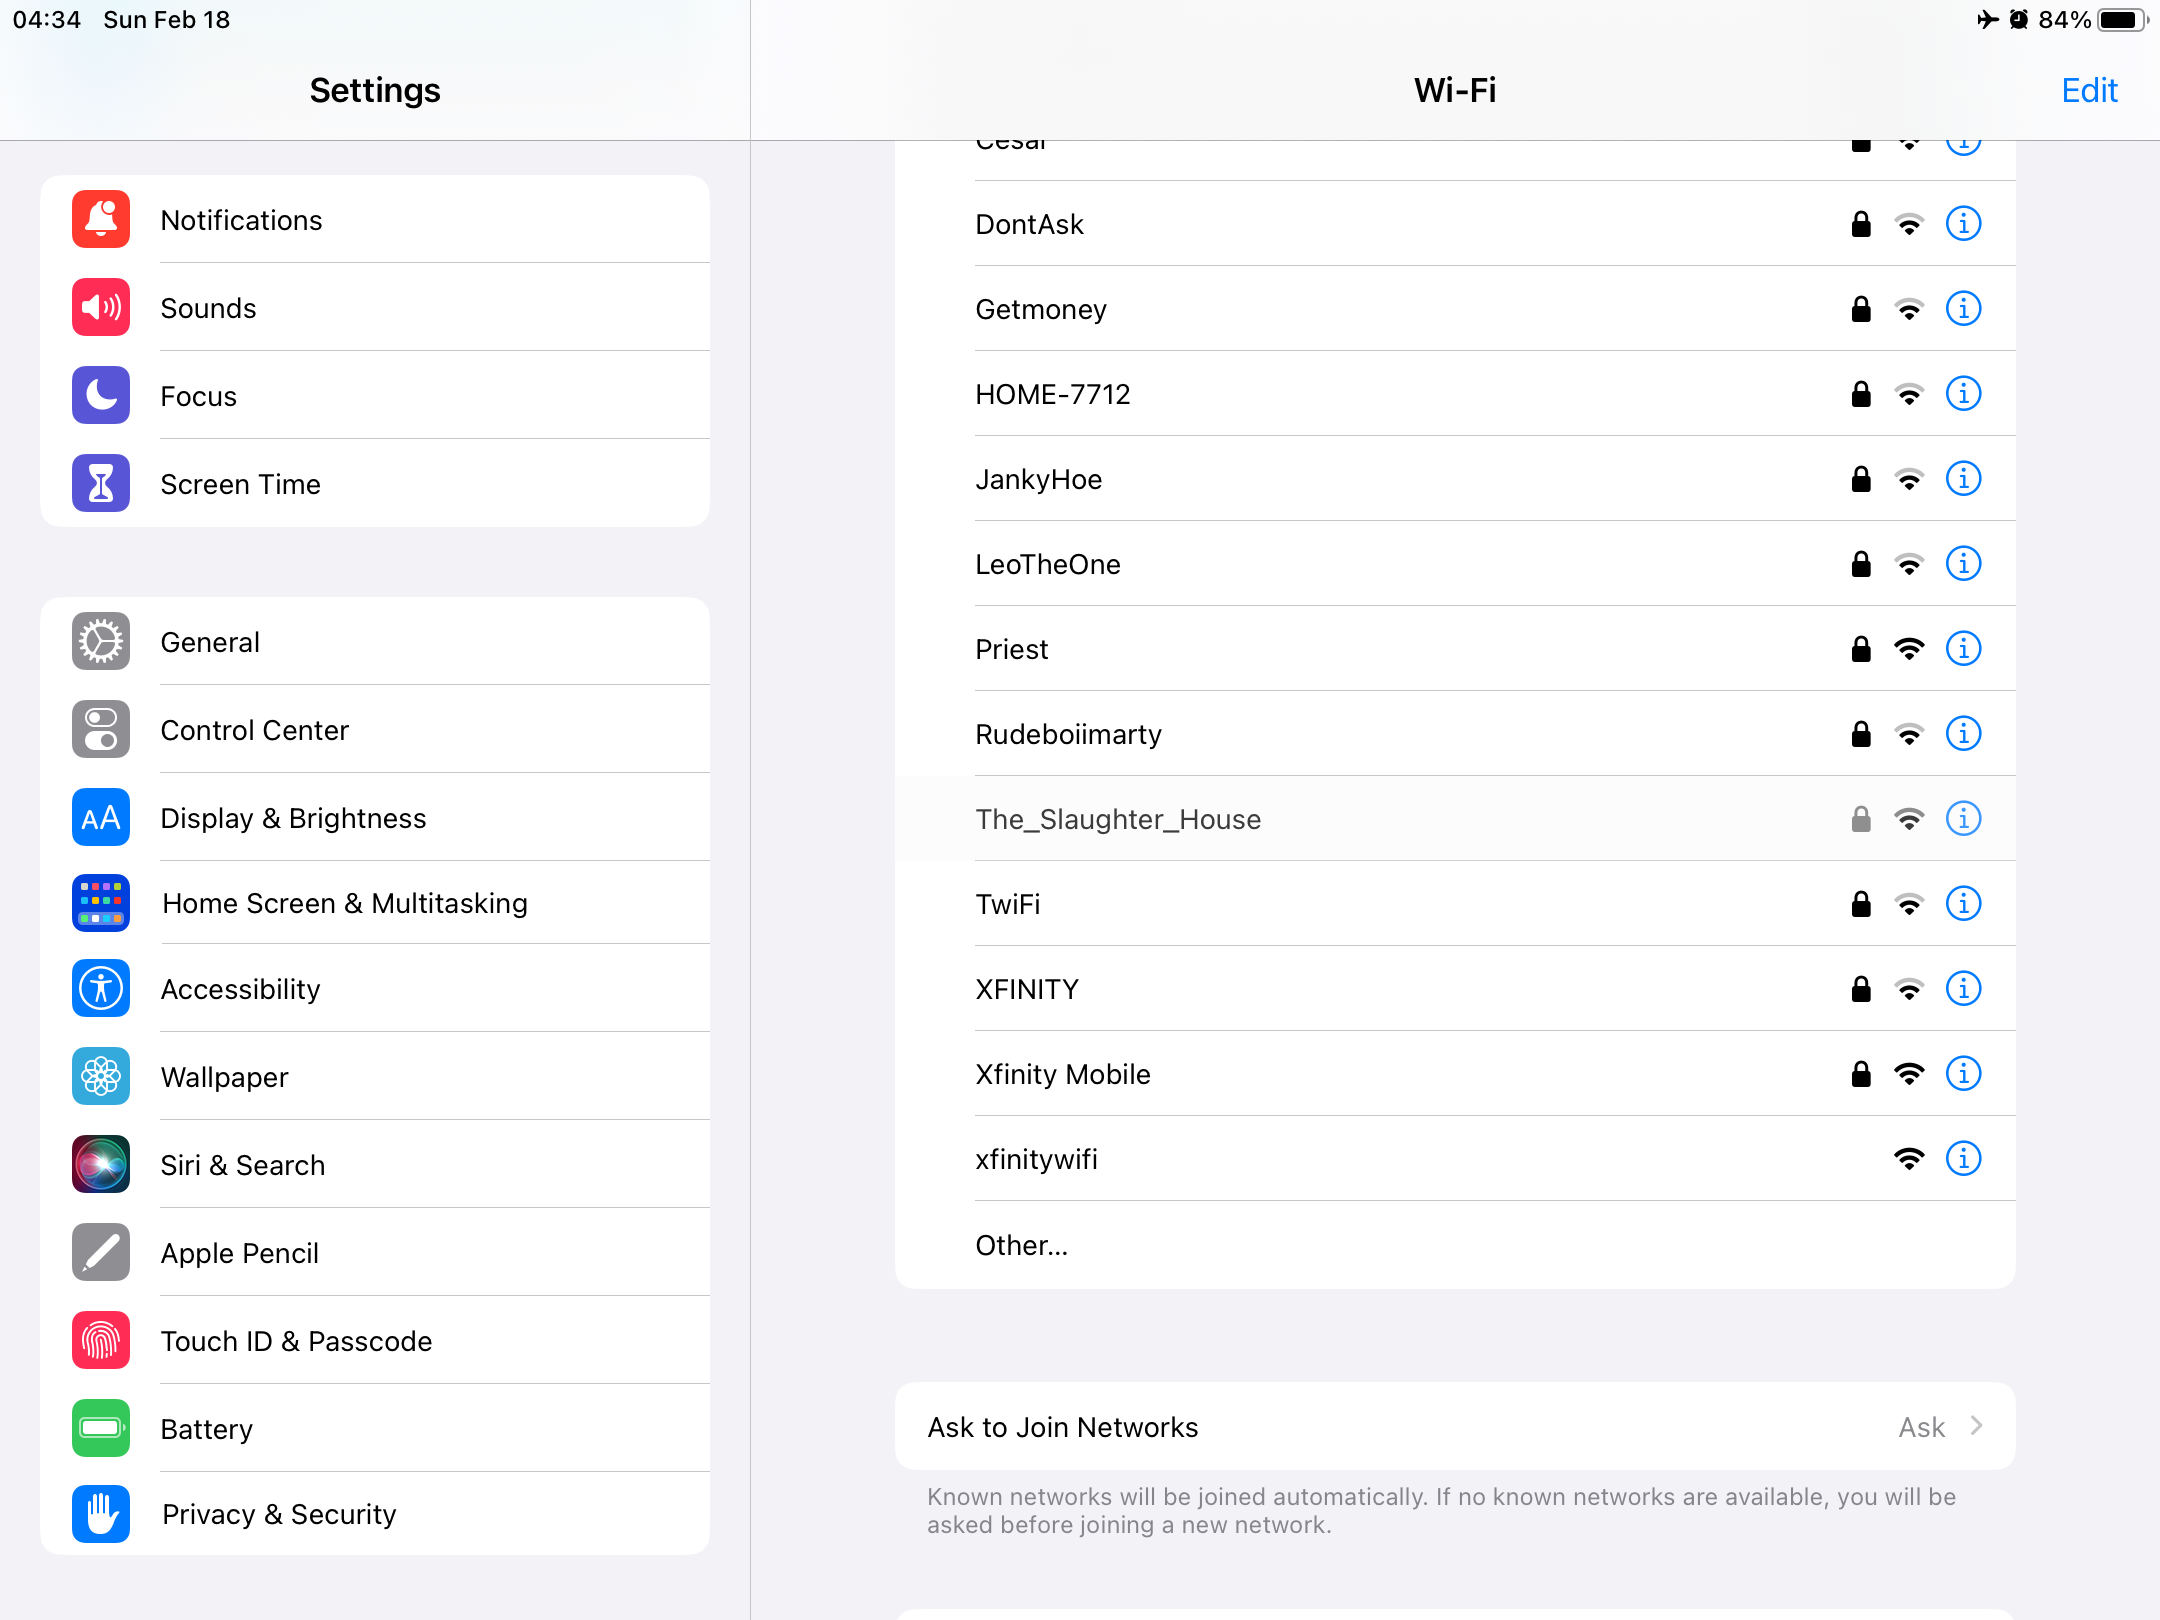 04:34 Sun Feb 18
84%
Settings
Notifications
Sounds
Focus
Screen Time
General
Control Center
AA Display & Brightness
Home Screen & Multitasking
Accessibility
Wallpaper
Siri & Search
Apple Pencil
Touch ID & Passcode
Battery
Privacy & Security
Wi-Fi
Edit
Cesar
DontAsk
Getmoney
HOME-7712
JankyHoe
LeoTheOne
Priest
Rudeboiimarty
The_Slaughter_House
TwiFi
XFINITY
Xfinity Mobile
xfinitywifi
Other...
Ask to Join Networks Ask
Known networks will be joined automatically. If no known networks are available, you will be
asked before joining a new network.